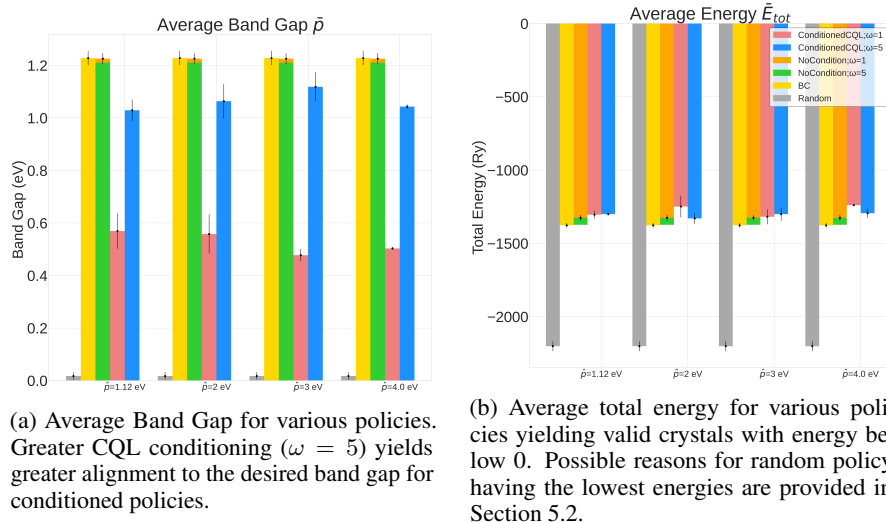 Average Band Gap p̄
Band Gap (eV)
1.2
1.0
0.8
0.6
0.4
0.2
0.0
p̂=1.12 eV
p̂=2 eV
p̂=3 eV
p̂=4.0 eV
(a) Average Band Gap for various policies.
Greater CQL conditioning (ω = 5) yields
greater alignment to the desired band gap for
conditioned policies.
Average Energy Ētot
Total Energy (Ry)
0
−500
−1000
−1500
−2000
ConditionedCQL;ω=1
ConditionedCQL;ω=5
NoCondition;ω=1
NoCondition;ω=5
BC
Random
p̂=1.12 eV
p̂=2 eV
p̂=3 eV
p̂=4.0 eV
(b) Average total energy for various poli-
cies yielding valid crystals with energy be-
low 0. Possible reasons for random policy
having the lowest energies are provided in
Section 5.2.